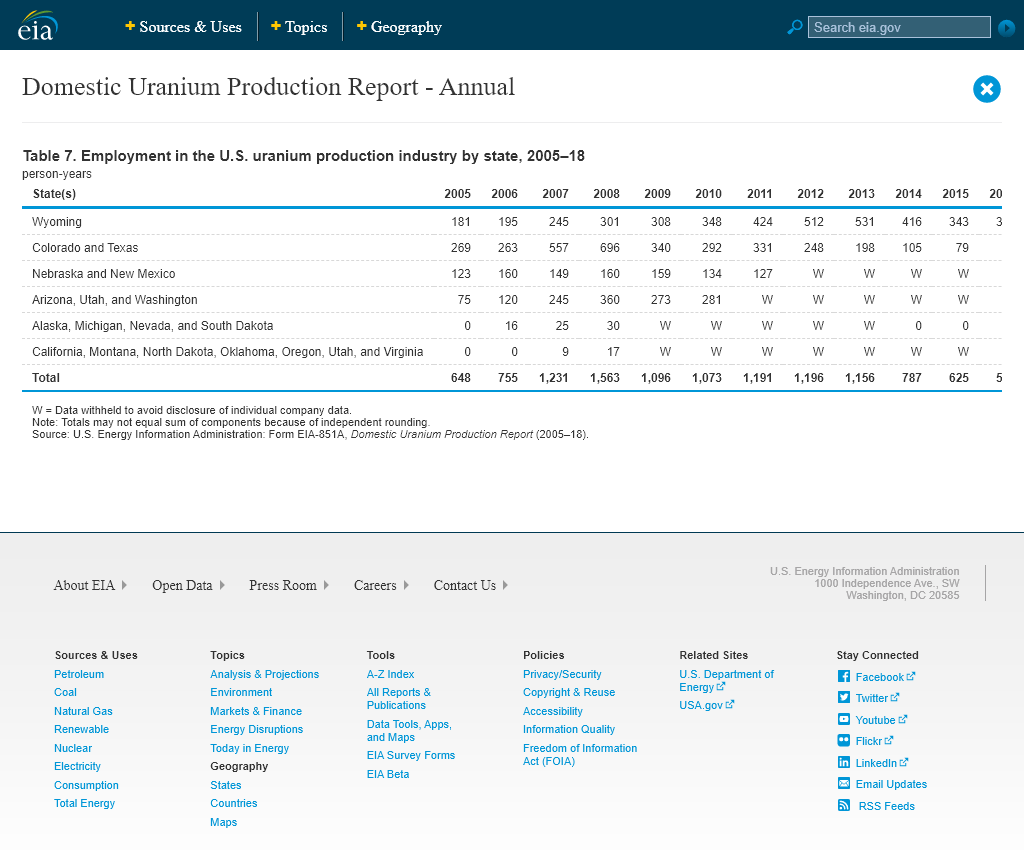 eia
Sources & Uses
Topics
Geography
Search eia.gov
Domestic Uranium Production Report - Annual
Table 7. Employment in the U.S. uranium production industry by state, 2005–18
person-years
State(s) 2005 2006 2007 2008 2009 2010 2011 2012 2013 2014 2015 20
Wyoming 181 195 245 301 308 348 424 512 531 416 343 3
Colorado and Texas 269 263 557 696 340 292 331 248 198 105 79
Nebraska and New Mexico 123 160 149 160 159 134 127 W W W W
Arizona, Utah, and Washington 75 120 245 360 273 281 W W W W W
Alaska, Michigan, Nevada, and South Dakota 0 16 25 30 W W W W W 0 0
California, Montana, North Dakota, Oklahoma, Oregon, Utah, and Virginia 0 0 9 17 W W W W W W W
Total 648 755 1,231 1,563 1,096 1,073 1,191 1,196 1,156 787 625 5
W = Data withheld to avoid disclosure of individual company data.
Note: Totals may not equal sum of components because of independent rounding.
Source: U.S. Energy Information Administration: Form EIA-851A, Domestic Uranium Production Report (2005–18).
About EIA
Open Data
Press Room
Careers
Contact Us
U.S. Energy Information Administration
1000 Independence Ave., SW
Washington, DC 20585
Sources & Uses
Petroleum
Coal
Natural Gas
Renewable
Nuclear
Electricity
Consumption
Total Energy
Topics
Analysis & Projections
Environment
Markets & Finance
Energy Disruptions
Today in Energy
Geography
States
Countries
Maps
Tools
A-Z Index
All Reports &
Publications
Data Tools, Apps,
and Maps
EIA Survey Forms
EIA Beta
Policies
Privacy/Security
Copyright & Reuse
Accessibility
Information Quality
Freedom of Information
Act (FOIA)
Related Sites
U.S. Department of
Energy
USA.gov
Stay Connected
Facebook
Twitter
Youtube
Flickr
LinkedIn
Email Updates
RSS Feeds